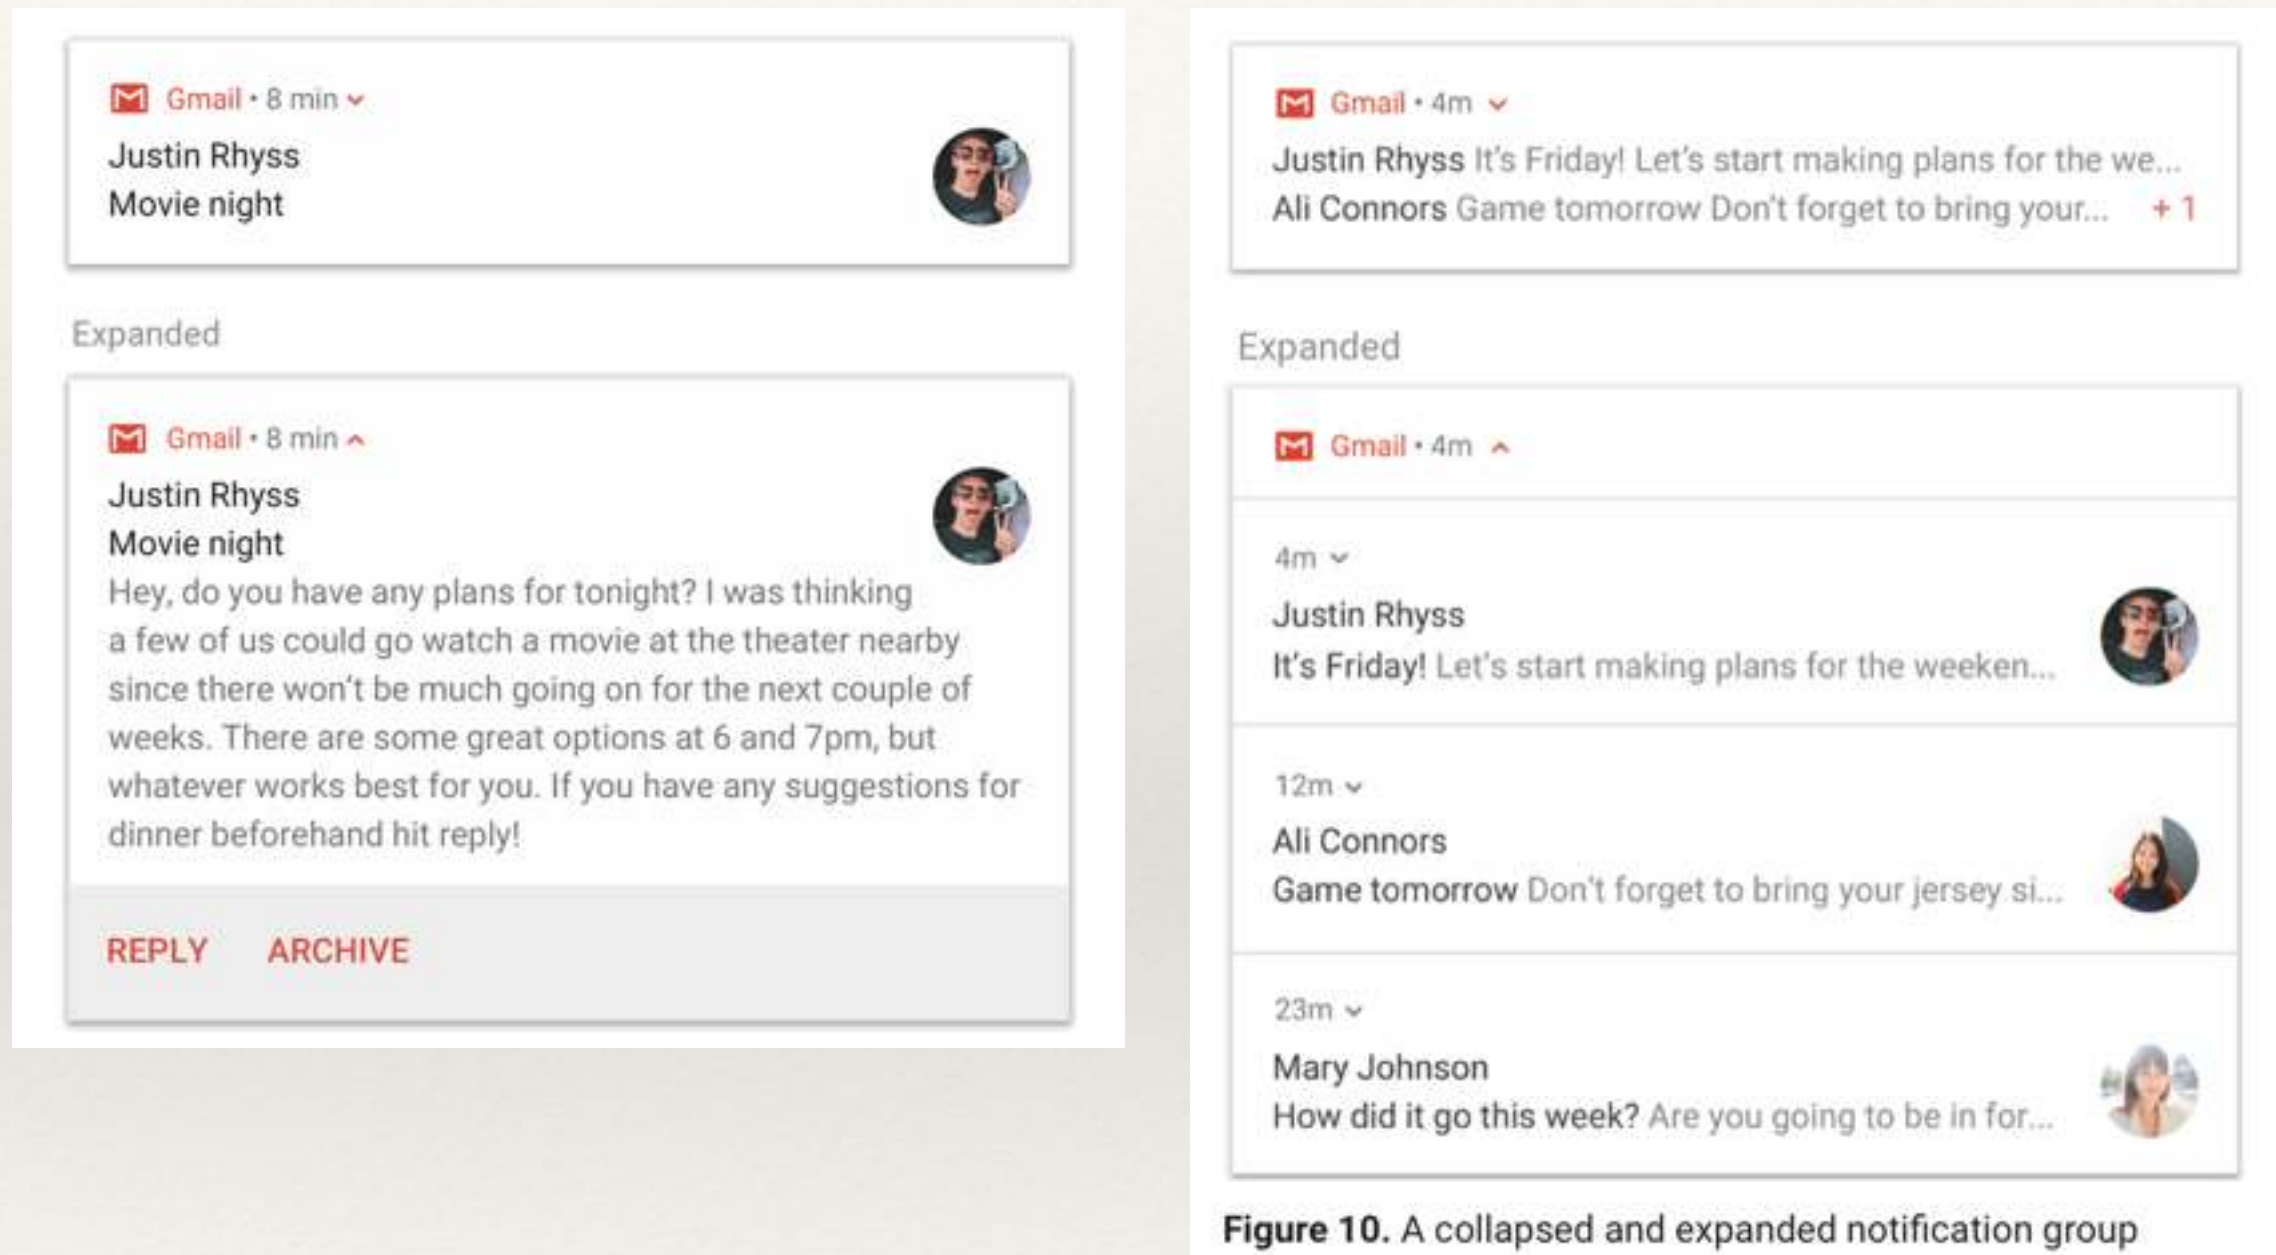 Gmail • 8 min
Justin Rhyss
Movie night
Expanded
Gmail • 8 min
Justin Rhyss
Movie night
Hey, do you have any plans for tonight? I was thinking
a few of us could go watch a movie at the theater nearby
since there won't be much going on for the next couple of
weeks. There are some great options at 6 and 7pm, but
whatever works best for you. If you have any suggestions for
dinner beforehand hit reply!
REPLY ARCHIVE
Gmail • 4m
Justin Rhyss It's Friday! Let's start making plans for the we...
Ali Connors Game tomorrow Don't forget to bring your... + 1
Expanded
Gmail • 4m
4m
Justin Rhyss
It's Friday! Let's start making plans for the weeken...
12m
Ali Connors
Game tomorrow Don't forget to bring your jersey si...
23m
Mary Johnson
How did it go this week? Are you going to be in for...
Figure 10. A collapsed and expanded notification group